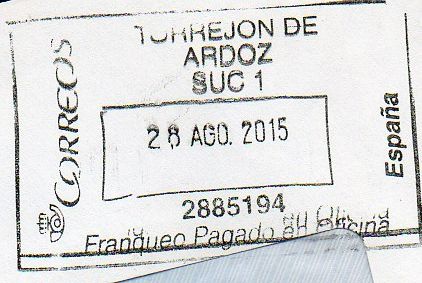 TORREJON DE
ARDOZ
SUC 1
CORREOS
28 AGO. 2015
España
2885194
Franqueo Pagado en Oficina